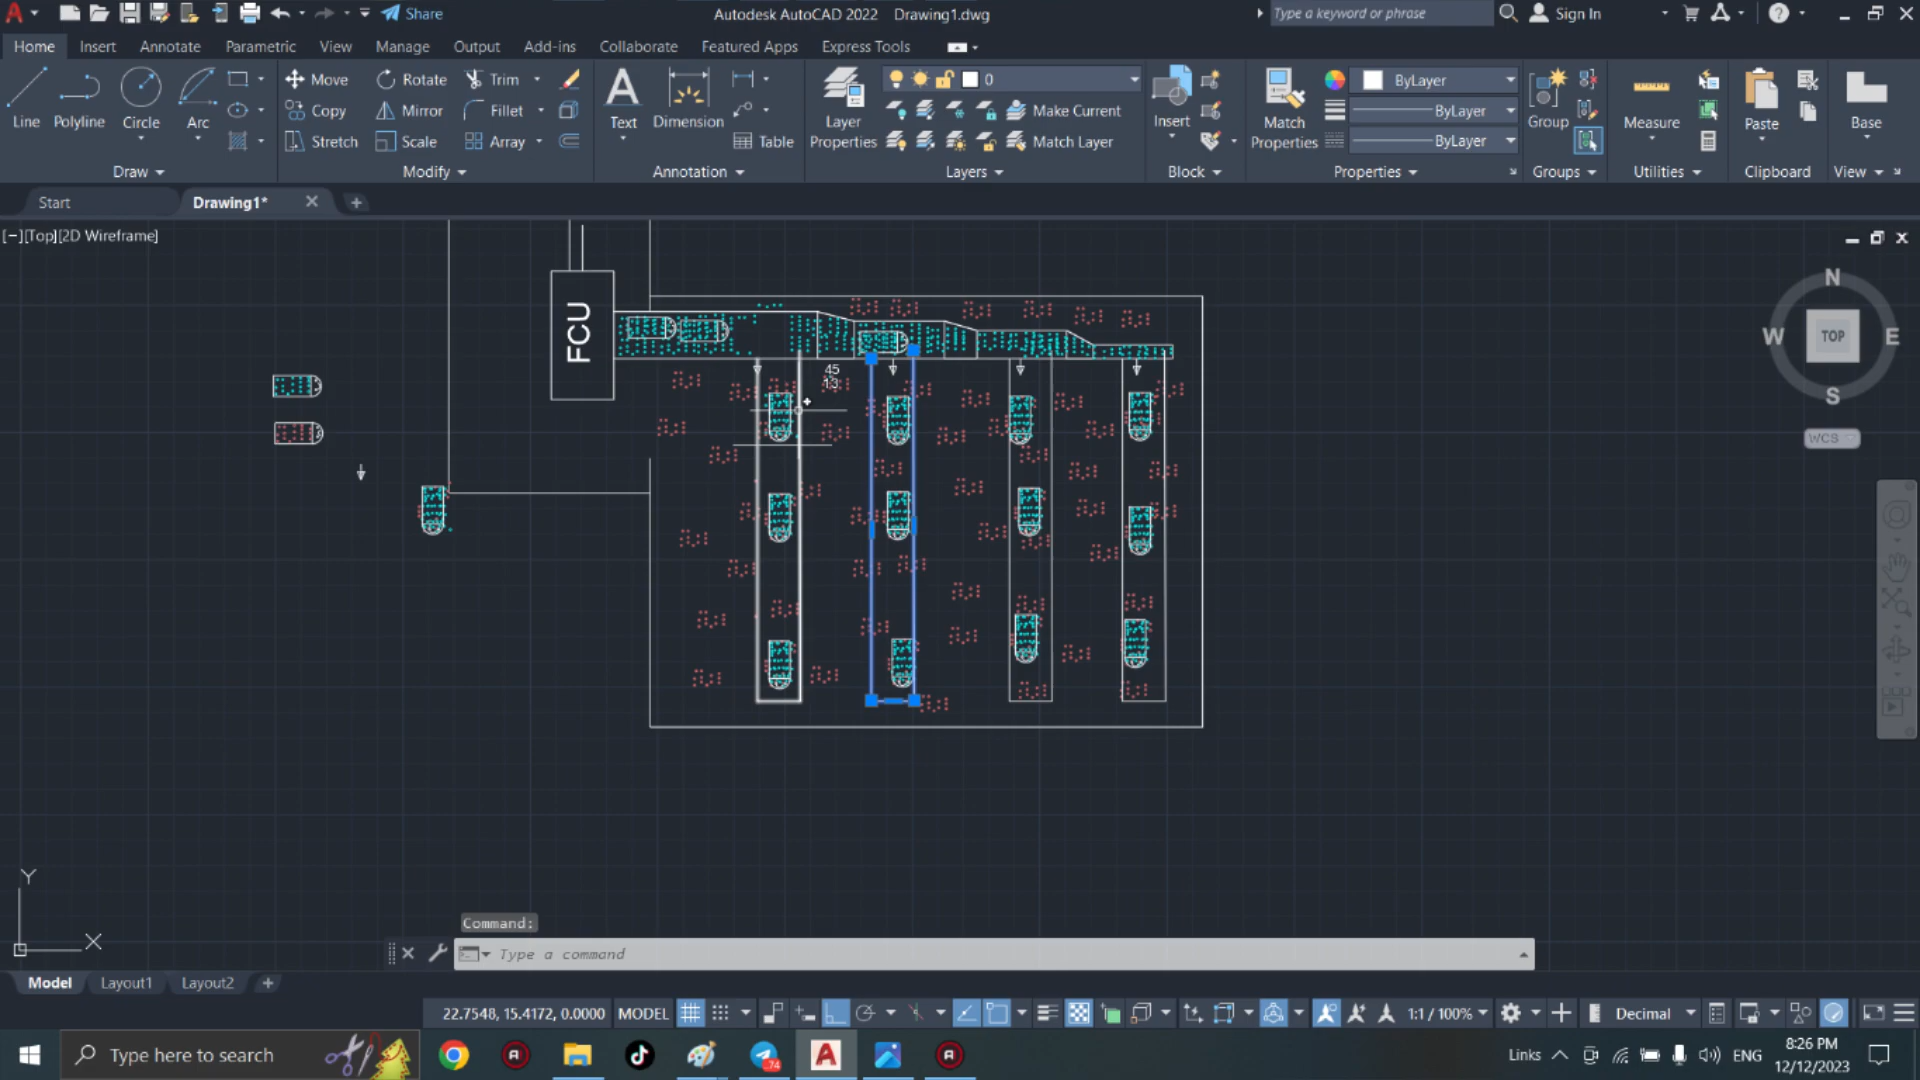 Share
Autodesk AutoCAD 2022 Drawing1.dwg
Type a keyword or phrase
Sign In
Home Insert Annotate Parametric View Manage Output Add-ins Collaborate Featured Apps Express Tools
Line Polyline Circle Arc
Move Rotate Trim
Copy Mirror Fillet
Stretch Scale Array
Text Dimension Table
Layer Properties
0
Make Current
Match Layer
Insert
Match Properties
ByLayer
ByLayer
ByLayer
Group
Measure
Paste
Base
Draw Modify Annotation Layers Block Properties Groups Utilities Clipboard View
Start Drawing1*
[−][Top][2D Wireframe]
N
W TOP E
S
WCS
FCU
45
13
Y
X
Command:
Type a command
Model Layout1 Layout2
22.7548, 15.4172, 0.0000 MODEL 1:1 / 100% Decimal
Type here to search
74
Links ENG
8:26 PM
12/12/2023